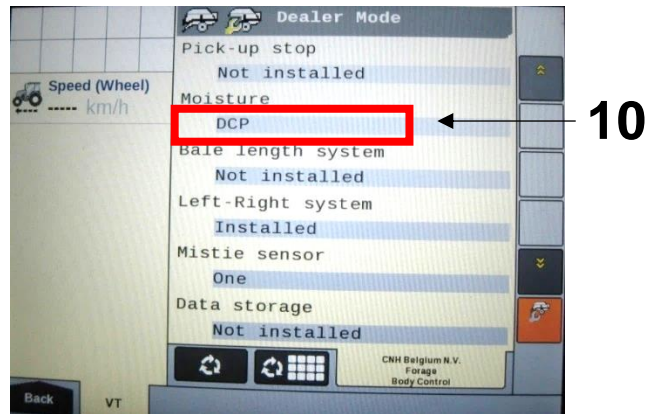 Dealer Mode
Pick-up stop
Not installed
Speed (Wheel)
----- km/h
Moisture
DCP
10
Bale length system
Not installed
Left-Right system
Installed
Mistie sensor
One
Data storage
Not installed
CNH Belgium N.V.
Forage
Body Control
Back
VT